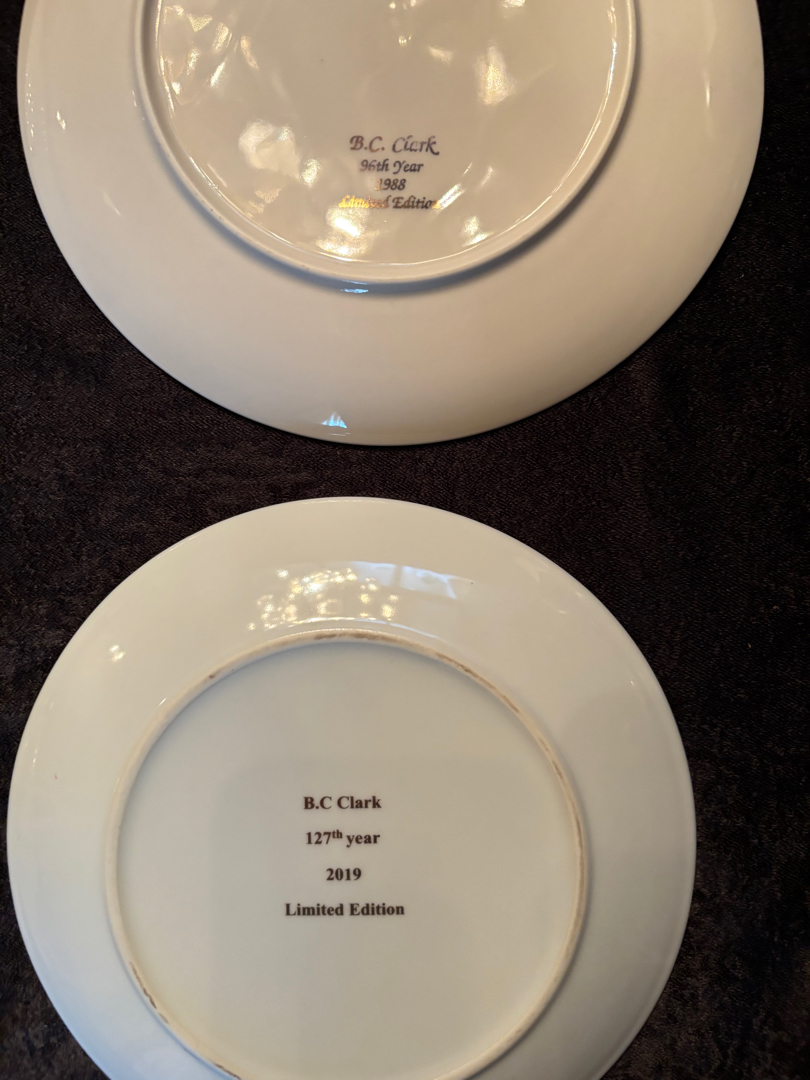 B.C. Clark
96th Year
1988
Limited Edition
B.C Clark
127th year
2019
Limited Edition